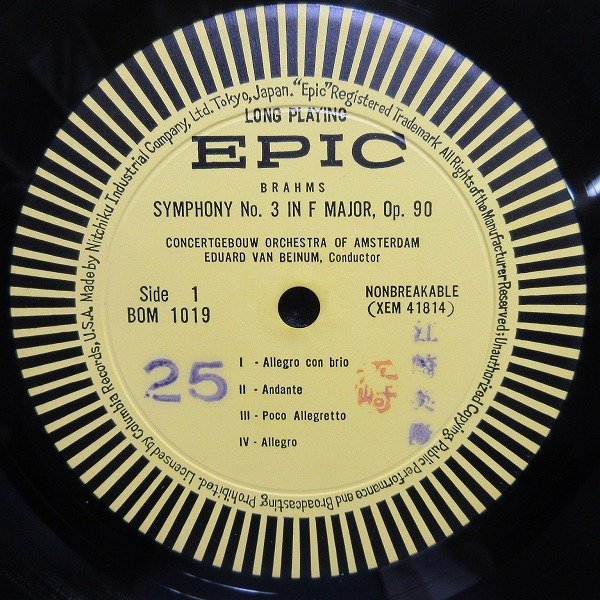 Licensed by Columbia Records, U.S.A. Made by Nitchiku Industrial Company, Ltd. Tokyo, Japan. "Epic" Registered Trademark All Rights of the Manufacturer Reserved; Unauthorized Copying Public Performance and Broadcasting Prohibited.
LONG PLAYING
EPIC
BRAHMS
SYMPHONY No. 3 IN F MAJOR, Op. 90
CONCERTGEBOUW ORCHESTRA OF AMSTERDAM
EDUARD VAN BEINUM, Conductor
Side 1
BOM 1019
NONBREAKABLE
(XEM 41814)
I - Allegro con brio
II - Andante
III - Poco Allegretto
IV - Allegro
25